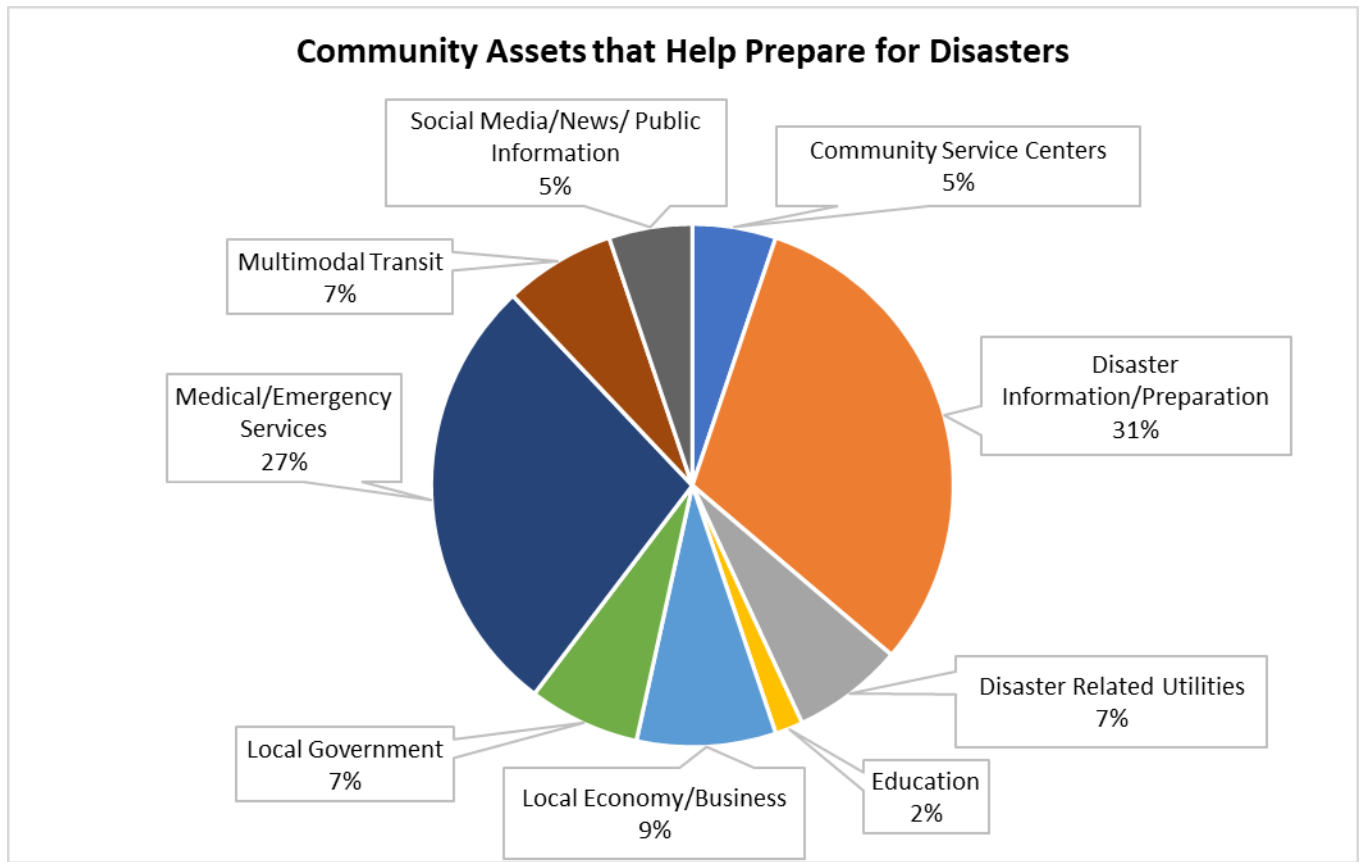 Community Assets that Help Prepare for Disasters
Social Media/News/ Public
Information
5%
Community Service Centers
5%
Multimodal Transit
7%
Disaster
Information/Preparation
31%
Medical/Emergency
Services
27%
Disaster Related Utilities
7%
Local Government
7%
Education
2%
Local Economy/Business
9%